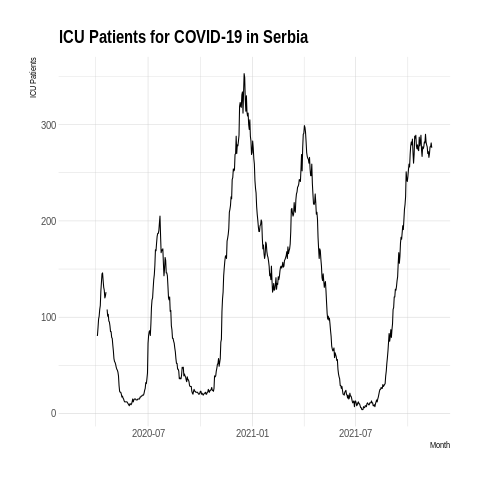 ICU Patients for COVID-19 in Serbia
ICU Patients
300
200
100
0
2020-07
2021-01
2021-07
Month